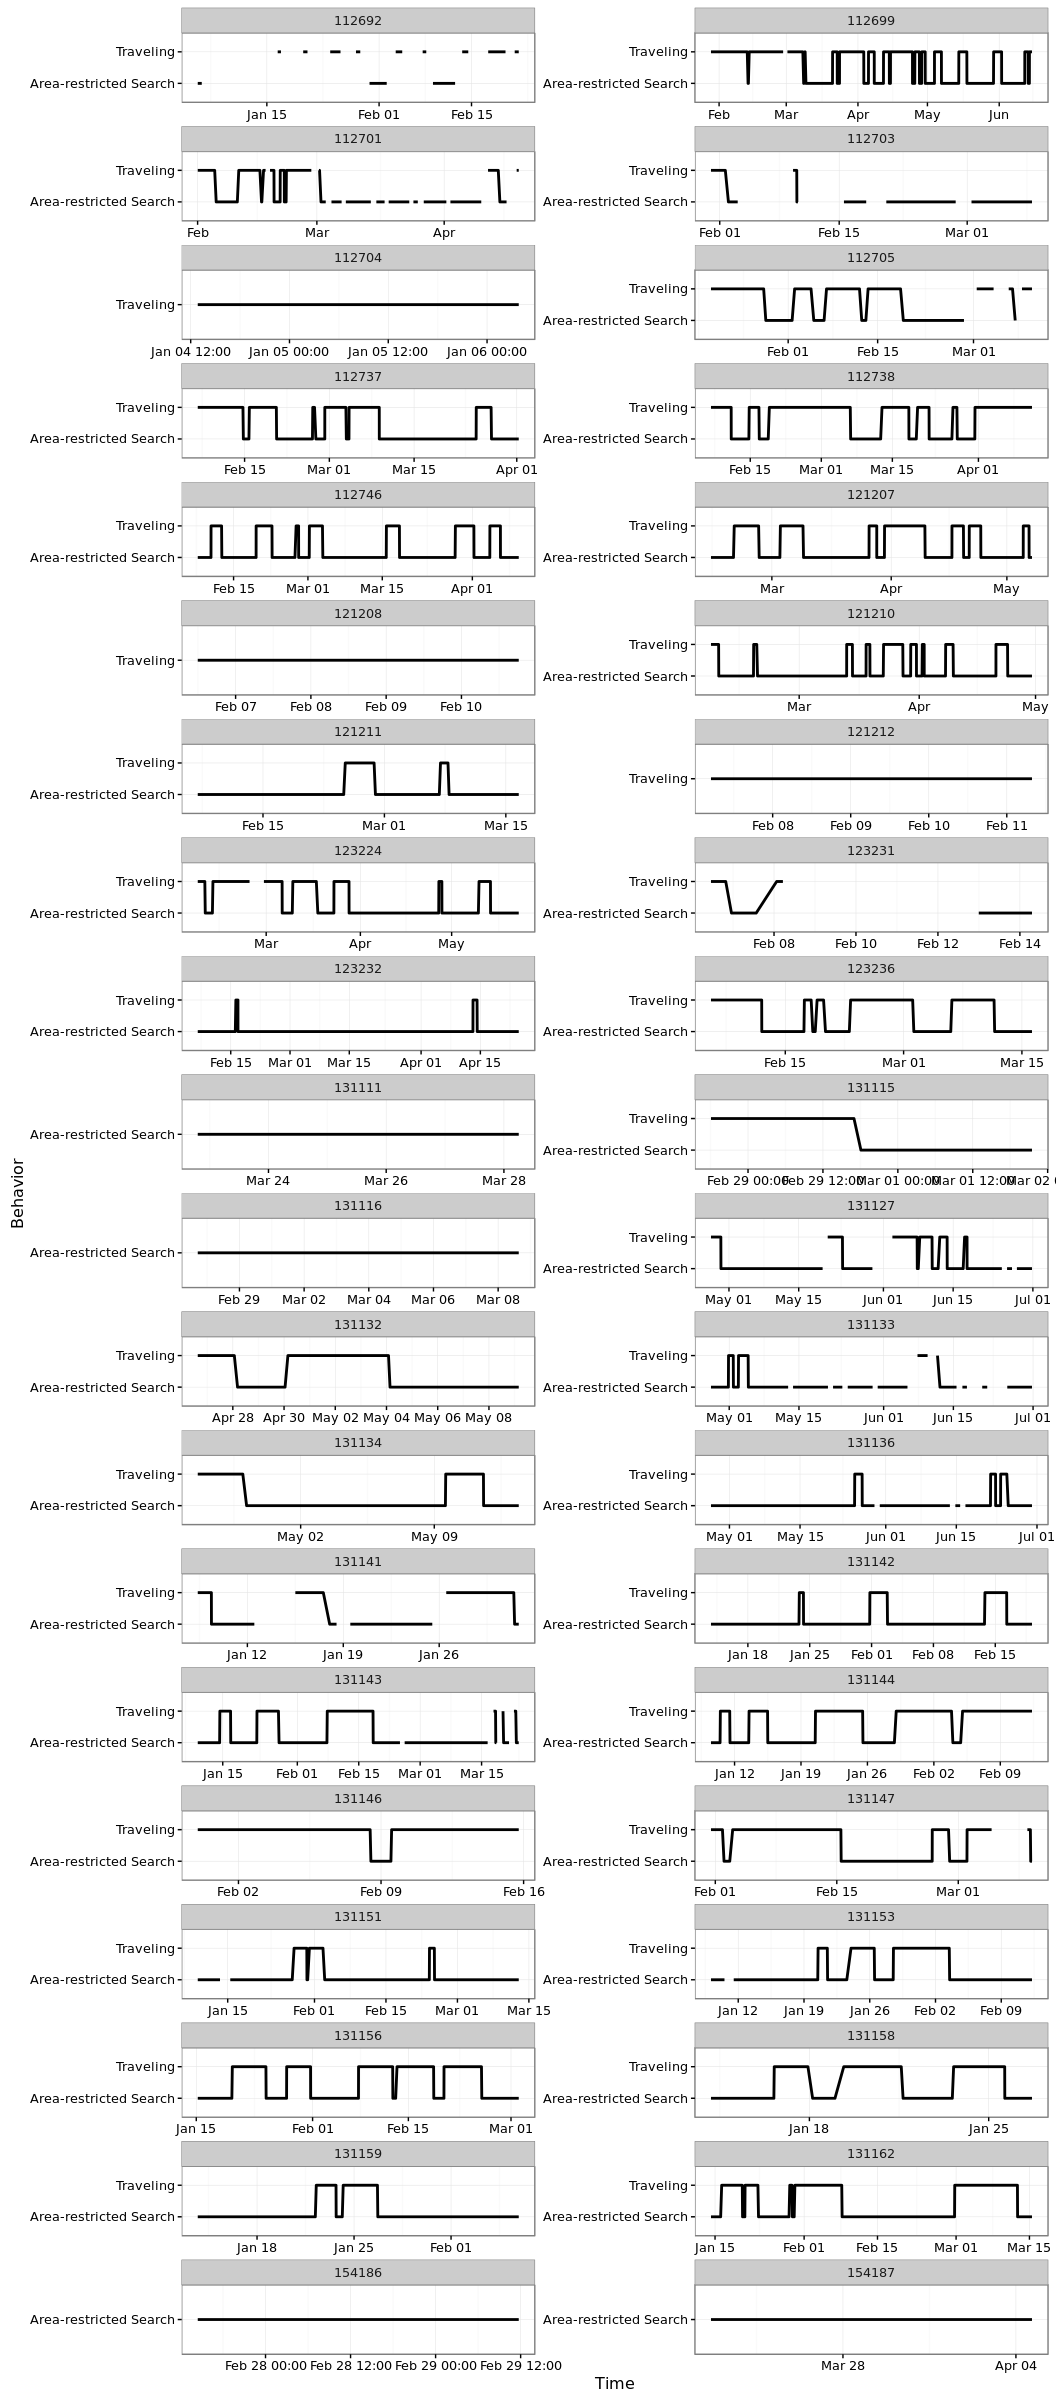 112692 112699
Traveling Traveling
Area-restricted Search Area-restricted Search
Jan 15 Feb 01 Feb 15 Feb Mar Apr May Jun
112701 112703
Traveling Traveling
Area-restricted Search Area-restricted Search
Feb Mar Apr Feb 01 Feb 15 Mar 01
112704 112705
Traveling Traveling
Area-restricted Search
Jan 04 12:00 Jan 05 00:00 Jan 05 12:00 Jan 06 00:00 Feb 01 Feb 15 Mar 01
112737 112738
Traveling Traveling
Area-restricted Search Area-restricted Search
Feb 15 Mar 01 Mar 15 Apr 01 Feb 15 Mar 01 Mar 15 Apr 01
112746 121207
Traveling Traveling
Area-restricted Search Area-restricted Search
Feb 15 Mar 01 Mar 15 Apr 01 Mar Apr May
121208 121210
Traveling Traveling
Area-restricted Search
Feb 07 Feb 08 Feb 09 Feb 10 Mar Apr May
121211 121212
Traveling Traveling
Area-restricted Search
Feb 15 Mar 01 Mar 15 Feb 08 Feb 09 Feb 10 Feb 11
123224 123231
Traveling Traveling
Area-restricted Search Area-restricted Search
Mar Apr May Feb 08 Feb 10 Feb 12 Feb 14
123232 123236
Traveling Traveling
Area-restricted Search Area-restricted Search
Feb 15 Mar 01 Mar 15 Apr 01 Apr 15 Feb 15 Mar 01 Mar 15
131111 131115
Traveling
Area-restricted Search Area-restricted Search
Mar 24 Mar 26 Mar 28 Feb 29 00:00 Feb 29 12:00 Mar 01 00:00 Mar 01 12:00 Mar 02
Behavior
131116 131127
Traveling
Area-restricted Search Area-restricted Search
Feb 29 Mar 02 Mar 04 Mar 06 Mar 08 May 01 May 15 Jun 01 Jun 15 Jul 01
131132 131133
Traveling Traveling
Area-restricted Search Area-restricted Search
Apr 28 Apr 30 May 02 May 04 May 06 May 08 May 01 May 15 Jun 01 Jun 15 Jul 01
131134 131136
Traveling Traveling
Area-restricted Search Area-restricted Search
May 02 May 09 May 01 May 15 Jun 01 Jun 15 Jul 01
131141 131142
Traveling Traveling
Area-restricted Search Area-restricted Search
Jan 12 Jan 19 Jan 26 Jan 18 Jan 25 Feb 01 Feb 08 Feb 15
131143 131144
Traveling Traveling
Area-restricted Search Area-restricted Search
Jan 15 Feb 01 Feb 15 Mar 01 Mar 15 Jan 12 Jan 19 Jan 26 Feb 02 Feb 09
131146 131147
Traveling Traveling
Area-restricted Search Area-restricted Search
Feb 02 Feb 09 Feb 16 Feb 01 Feb 15 Mar 01
131151 131153
Traveling Traveling
Area-restricted Search Area-restricted Search
Jan 15 Feb 01 Feb 15 Mar 01 Mar 15 Jan 12 Jan 19 Jan 26 Feb 02 Feb 09
131156 131158
Traveling Traveling
Area-restricted Search Area-restricted Search
Jan 15 Feb 01 Feb 15 Mar 01 Jan 18 Jan 25
131159 131162
Traveling Traveling
Area-restricted Search Area-restricted Search
Jan 18 Jan 25 Feb 01 Jan 15 Feb 01 Feb 15 Mar 01 Mar 15
154186 154187
Area-restricted Search Area-restricted Search
Feb 28 00:00 Feb 28 12:00 Feb 29 00:00 Feb 29 12:00 Mar 28 Apr 04
Time